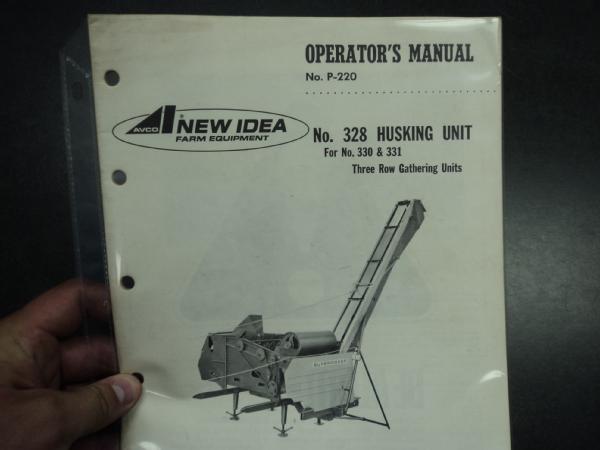 OPERATOR'S MANUAL
No. P-220
AVCO NEW IDEA
FARM EQUIPMENT
No. 328 HUSKING UNIT
For No. 330 & 331
Three Row Gathering Units